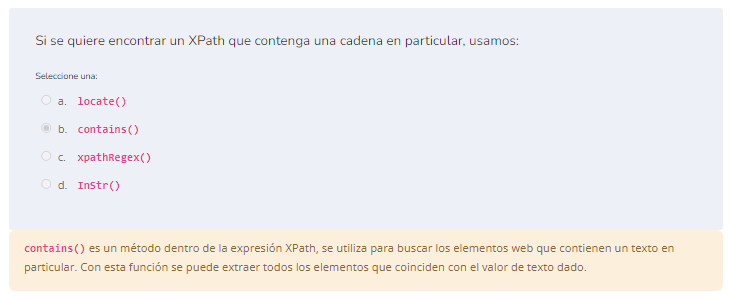 Si se quiere encontrar un XPath que contenga una cadena en particular, usamos:
Seleccione una:
a. locate()
b. contains()
c. xpathRegex()
d. InStr()
contains() es un método dentro de la expresión XPath, se utiliza para buscar los elementos web que contienen un texto en
particular. Con esta función se puede extraer todos los elementos que coinciden con el valor de texto dado.